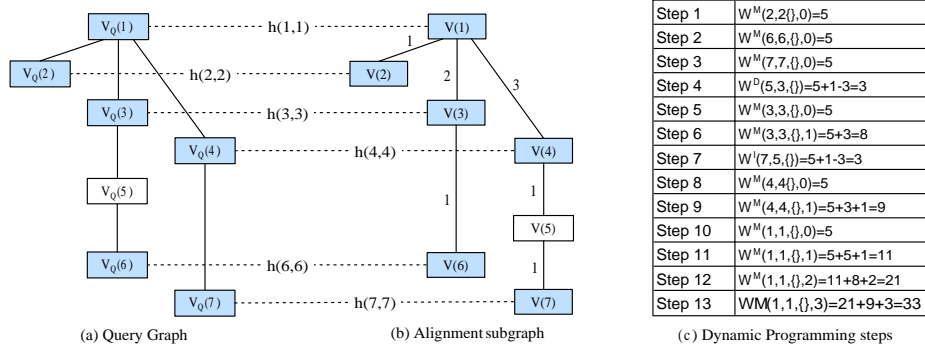 V_Q(1)
h(1,1)
V(1)
1
V_Q(2)
h(2,2)
V(2)
2
3
V_Q(3)
h(3,3)
V(3)
V_Q(4)
h(4,4)
V(4)
V_Q(5)
1
1
V(5)
V_Q(6)
h(6,6)
V(6)
1
V_Q(7)
h(7,7)
V(7)
(a) Query Graph
(b) Alignment subgraph
Step 1 W^M(2,2{},0)=5
Step 2 W^M(6,6,{},0)=5
Step 3 W^M(7,7,{},0)=5
Step 4 W^D(5,3,{})=5+1-3=3
Step 5 W^M(3,3,{},0)=5
Step 6 W^M(3,3,{},1)=5+3=8
Step 7 W^I(7,5,{})=5+1-3=3
Step 8 W^M(4,4{},0)=5
Step 9 W^M(4,4,{},1)=5+3+1=9
Step 10 W^M(1,1,{},0)=5
Step 11 W^M(1,1,{},1)=5+5+1=11
Step 12 W^M(1,1,{},2)=11+8+2=21
Step 13 WM(1,1,{},3)=21+9+3=33
(c) Dynamic Programming steps